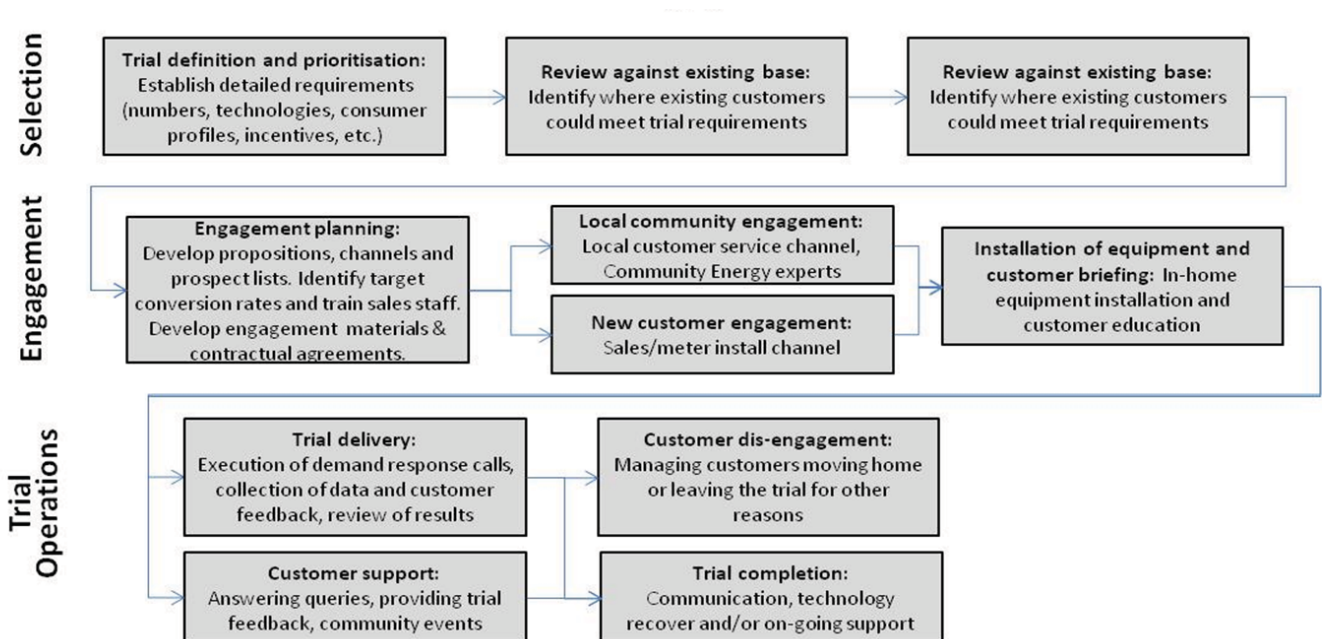 Selection
Trial definition and prioritisation:
Establish detailed requirements
(numbers, technologies, consumer
profiles, incentives, etc.)
Review against existing base:
Identify where existing customers
could meet trial requirements
Review against existing base:
Identify where existing customers
could meet trial requirements
Engagement
Engagement planning:
Develop propositions, channels and
prospect lists. Identify target
conversion rates and train sales staff.
Develop engagement materials &
contractual agreements.
Local community engagement:
Local customer service channel,
Community Energy experts
New customer engagement:
Sales/meter install channel
Installation of equipment and
customer briefing: In-home
equipment installation and
customer education
Trial
Operations
Trial delivery:
Execution of demand response calls,
collection of data and customer
feedback, review of results
Customer dis-engagement:
Managing customers moving home
or leaving the trial for other
reasons
Customer support:
Answering queries, providing trial
feedback, community events
Trial completion:
Communication, technology
recover and/or on-going support